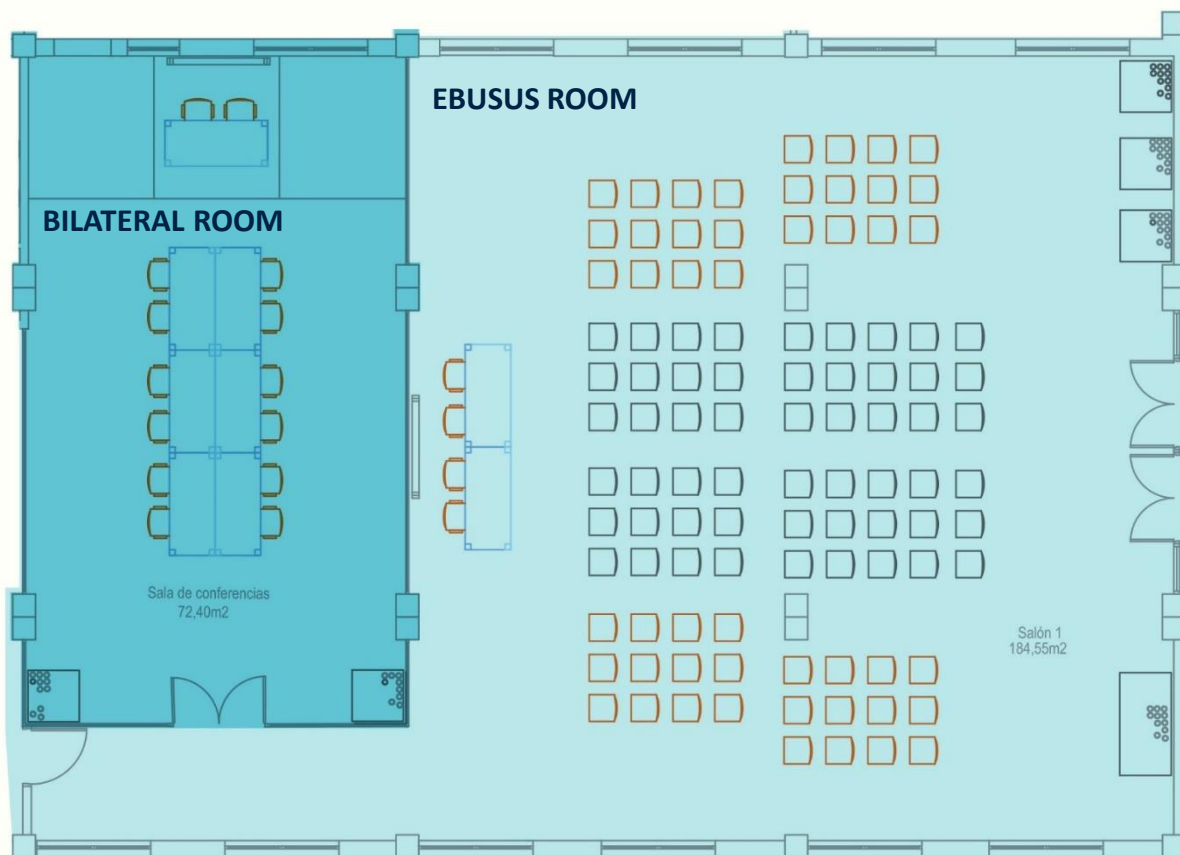 EBUSUS ROOM
BILATERAL ROOM
Sala de conferencias
72,40m2
Salón 1
184,55m2